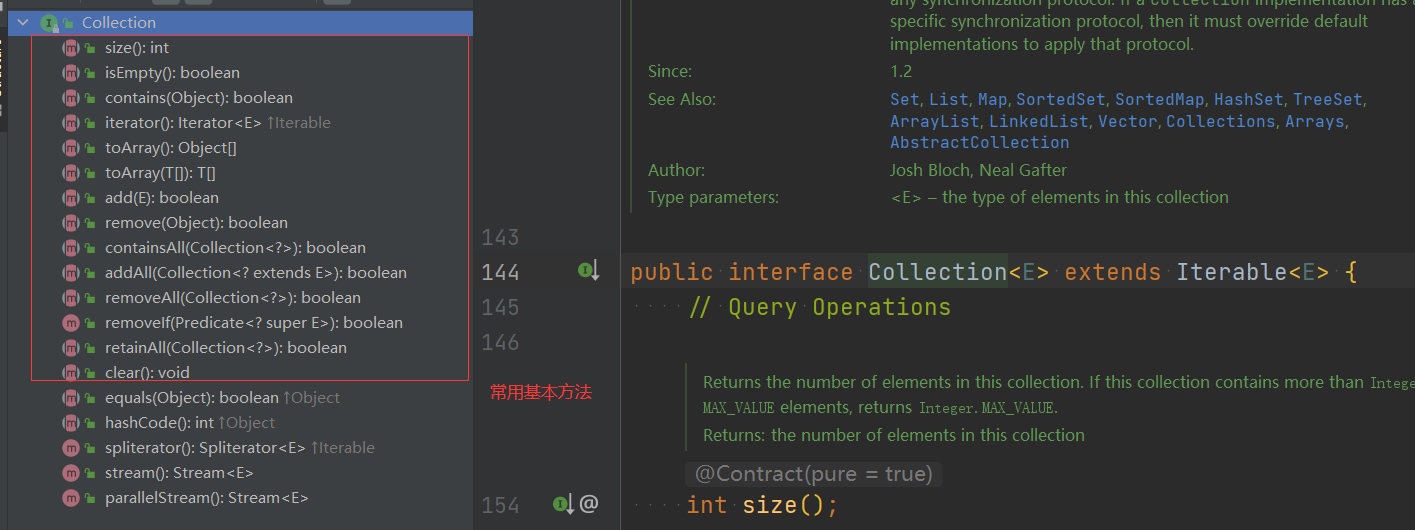 Collection
size(): int
isEmpty(): boolean
contains(Object): boolean
iterator(): Iterator<E> ↑Iterable
toArray(): Object[]
toArray(T[]): T[]
add(E): boolean
remove(Object): boolean
containsAll(Collection<?>): boolean
addAll(Collection<? extends E>): boolean
removeAll(Collection<?>): boolean
removeIf(Predicate<? super E>): boolean
retainAll(Collection<?>): boolean
clear(): void
equals(Object): boolean ↑Object
hashCode(): int ↑Object
spliterator(): Spliterator<E> ↑Iterable
stream(): Stream<E>
parallelStream(): Stream<E>
常用基本方法
any synchronization protocol. If a Collection implementation has a
specific synchronization protocol, then it must override default
implementations to apply that protocol.
Since: 1.2
See Also: Set, List, Map, SortedSet, SortedMap, HashSet, TreeSet,
ArrayList, LinkedList, Vector, Collections, Arrays,
AbstractCollection
Author: Josh Bloch, Neal Gafter
Type parameters: <E> – the type of elements in this collection
143
144 public interface Collection<E> extends Iterable<E> {
145 // Query Operations
146
Returns the number of elements in this collection. If this collection contains more than Integer.
MAX_VALUE elements, returns Integer.MAX_VALUE.
Returns: the number of elements in this collection
@Contract(pure = true)
154 @ int size();